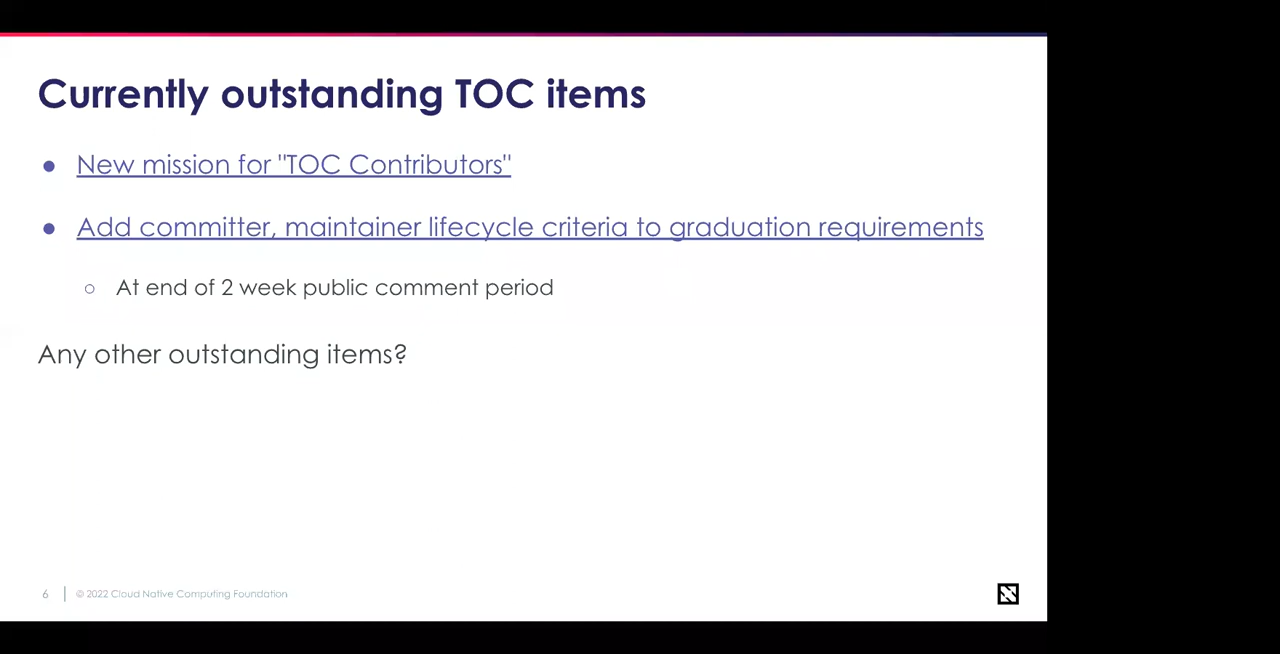 Currently outstanding TOC items
● New mission for "TOC Contributors"
● Add committer, maintainer lifecycle criteria to graduation requirements
○ At end of 2 week public comment period
Any other outstanding items?
6 | © 2022 Cloud Native Computing Foundation